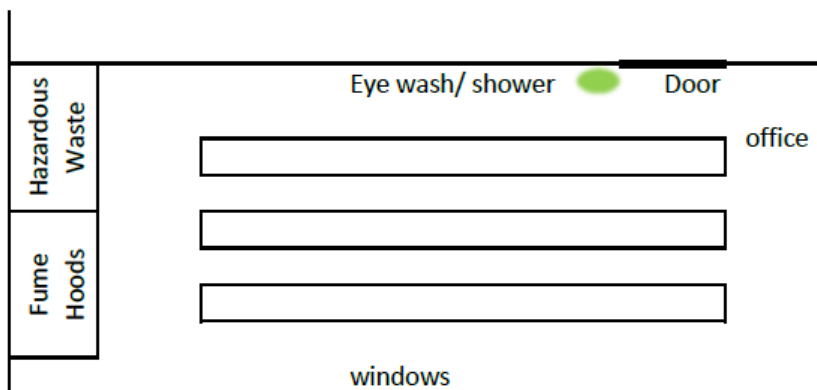 Hazardous
Waste
Eye wash/ shower
Door
office
Fume
Hoods
windows